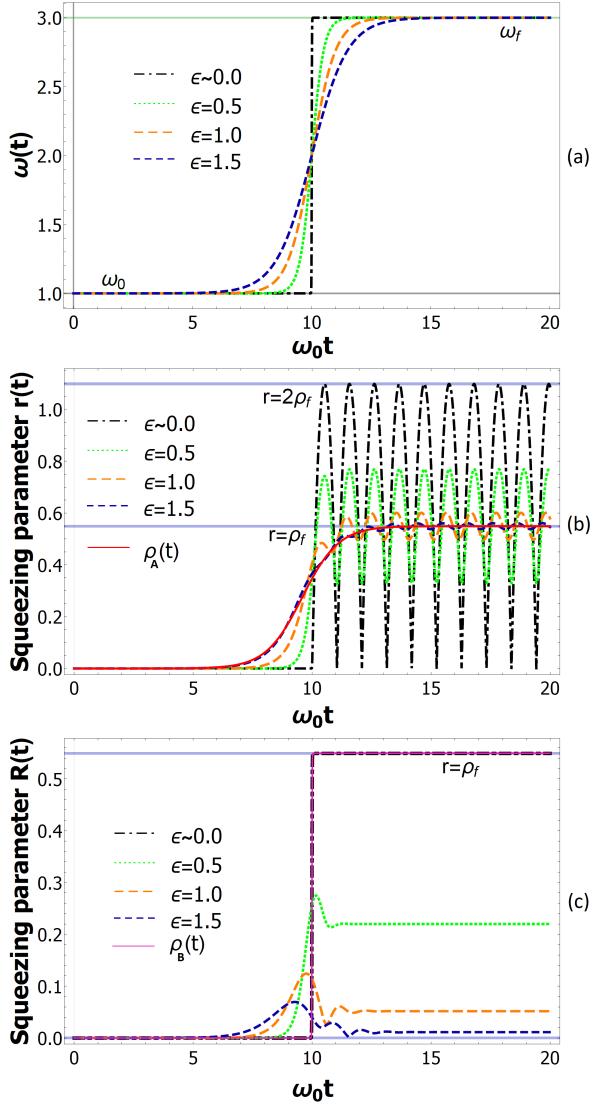 3.0
2.5
2.0
1.5
1.0
ω(t)
ϵ~0.0
ϵ=0.5
ϵ=1.0
ϵ=1.5
ω_f
ω_0
(a)
0 5 10 15 20
ω_0t
1.0
0.8
0.6
0.4
0.2
0.0
Squeezing parameter r(t)
r=2ρ_f
ϵ~0.0
ϵ=0.5
ϵ=1.0
ϵ=1.5
ρ_A(t)
r=ρ_f
(b)
0 5 10 15 20
ω_0t
0.5
0.4
0.3
0.2
0.1
0.0
Squeezing parameter R(t)
r=ρ_f
ϵ~0.0
ϵ=0.5
ϵ=1.0
ϵ=1.5
ρ_B(t)
(c)
0 5 10 15 20
ω_0t